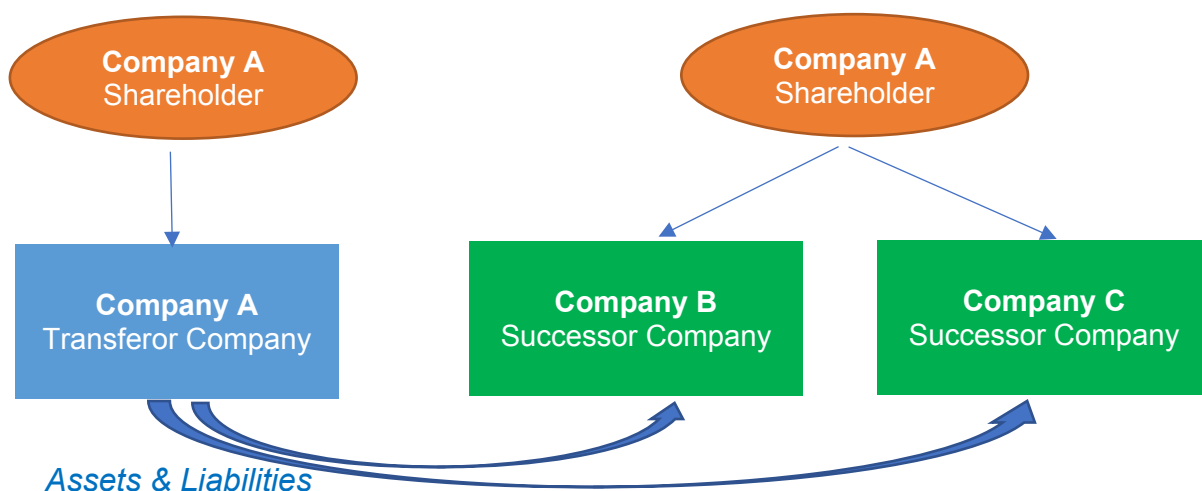 Company A
Shareholder
Company A
Shareholder
Company A
Transferor Company
Company B
Successor Company
Company C
Successor Company
Assets & Liabilities